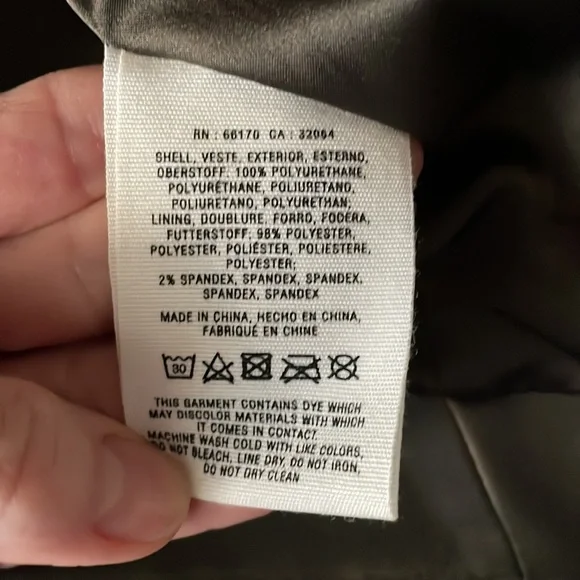 RN : 66170 CA : 32064
SHELL, VESTE, EXTERIOR, ESTERNO,
OBERSTOFF: 100% POLYURETHANE,
POLYURÉTHANE, POLIURETANO,
POLIURETANO, POLYURETHAN;
LINING, DOUBLURE, FORRO, FODERA,
FUTTERSTOFF: 98% POLYESTER,
POLYESTER, POLIÉSTER, POLIESTERE,
POLYESTER;
2% SPANDEX, SPANDEX, SPANDEX,
SPANDEX, SPANDEX
MADE IN CHINA, HECHO EN CHINA,
FABRIQUÉ EN CHINE
30
THIS GARMENT CONTAINS DYE WHICH
MAY DISCOLOR MATERIALS WITH WHICH
IT COMES IN CONTACT.
MACHINE WASH COLD WITH LIKE COLORS,
DO NOT BLEACH, LINE DRY, DO NOT IRON,
DO NOT DRY CLEAN